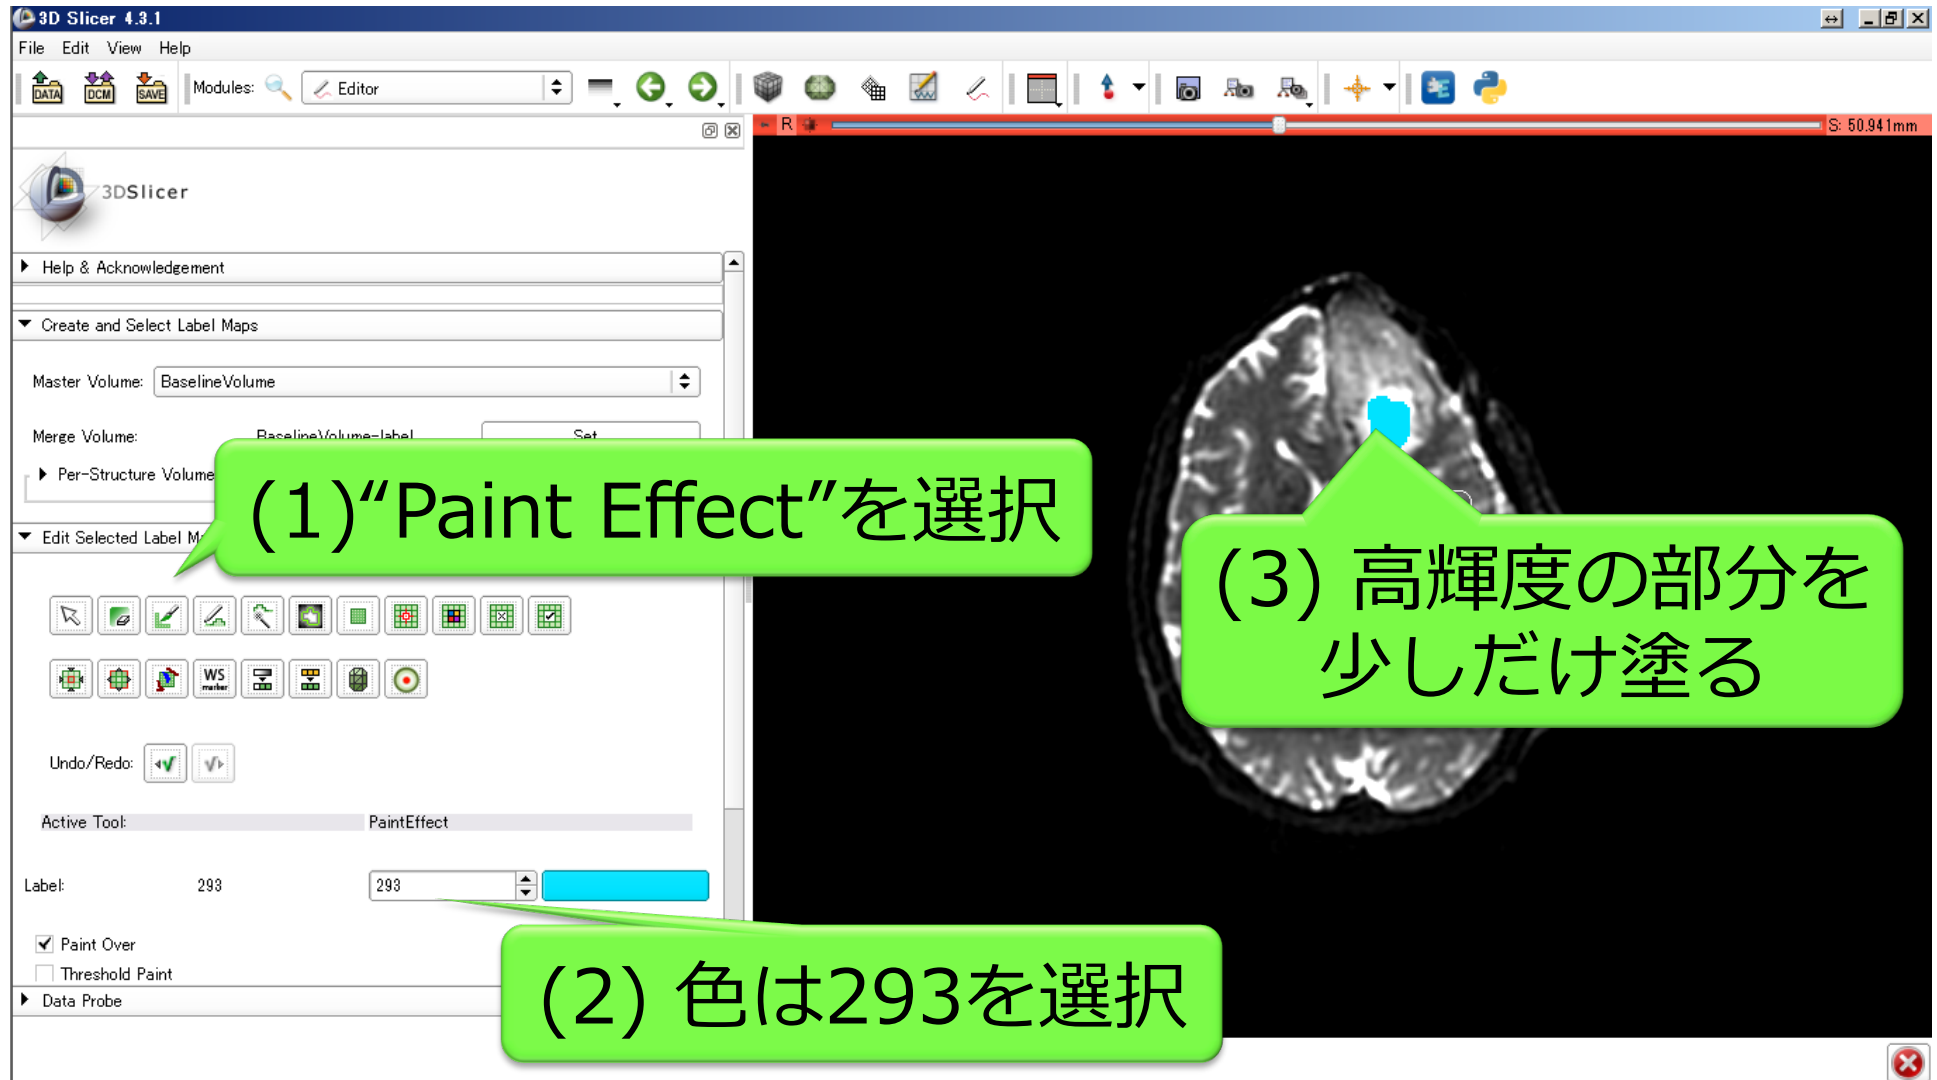 3D Slicer 4.3.1
File Edit View Help
DATA DCM SAVE Modules: Editor
R S: 50.941mm
3DSlicer
Help & Acknowledgement
Create and Select Label Maps
Master Volume: BaselineVolume
Merge Volume: BaselineVolume-label Set
Per-Structure Volume
(1)“Paint Effect”を選択
Edit Selected Label M
(3) 高輝度の部分を
少しだけ塗る
WS
marker
Undo/Redo:
Active Tool: PaintEffect
Label: 293 293
Paint Over
Threshold Paint
(2) 色は293を選択
Data Probe